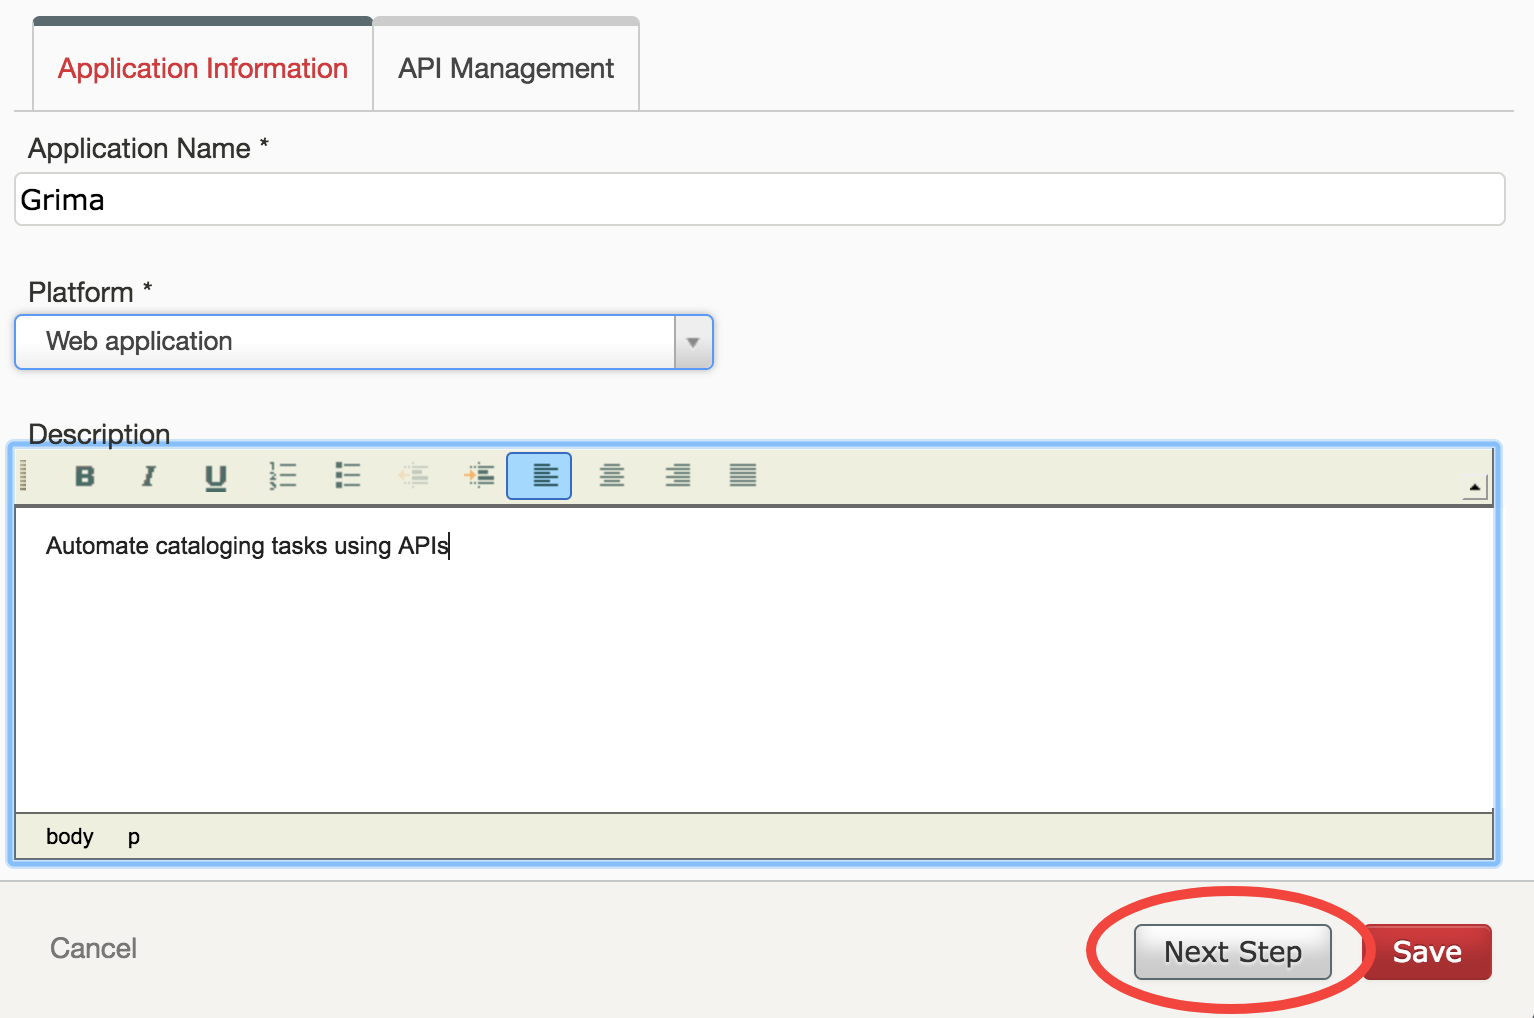 Application Information API Management
Application Name *
Grima
Platform *
Web application
Description
B I U
Automate cataloging tasks using APIs
body p
Cancel Next Step Save